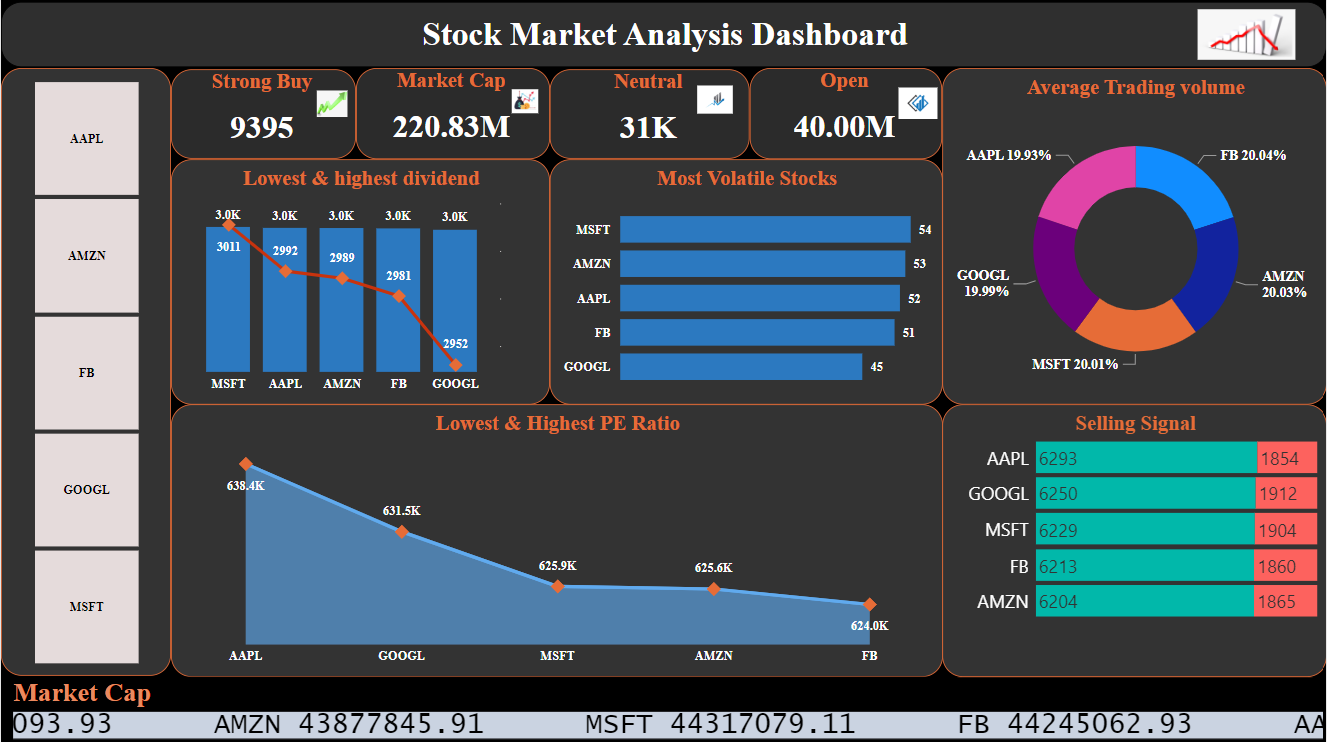 Stock Market Analysis Dashboard
AAPL
AMZN
FB
GOOGL
MSFT
Strong Buy
9395
Market Cap
220.83M
Neutral
31K
Open
40.00M
Average Trading volume
AAPL 19.93%
FB 20.04%
GOOGL
19.99%
AMZN
20.03%
MSFT 20.01%
Lowest & highest dividend
3.0K 3.0K 3.0K 3.0K 3.0K
3011 2992 2989 2981 2952
MSFT AAPL AMZN FB GOOGL
Most Volatile Stocks
MSFT 54
AMZN 53
AAPL 52
FB 51
GOOGL 45
Lowest & Highest PE Ratio
638.4K 631.5K 625.9K 625.6K 624.0K
AAPL GOOGL MSFT AMZN FB
Selling Signal
AAPL 6293 1854
GOOGL 6250 1912
MSFT 6229 1904
FB 6213 1860
AMZN 6204 1865
Market Cap
093.93 AMZN 43877845.91 MSFT 44317079.11 FB 44245062.93 AA